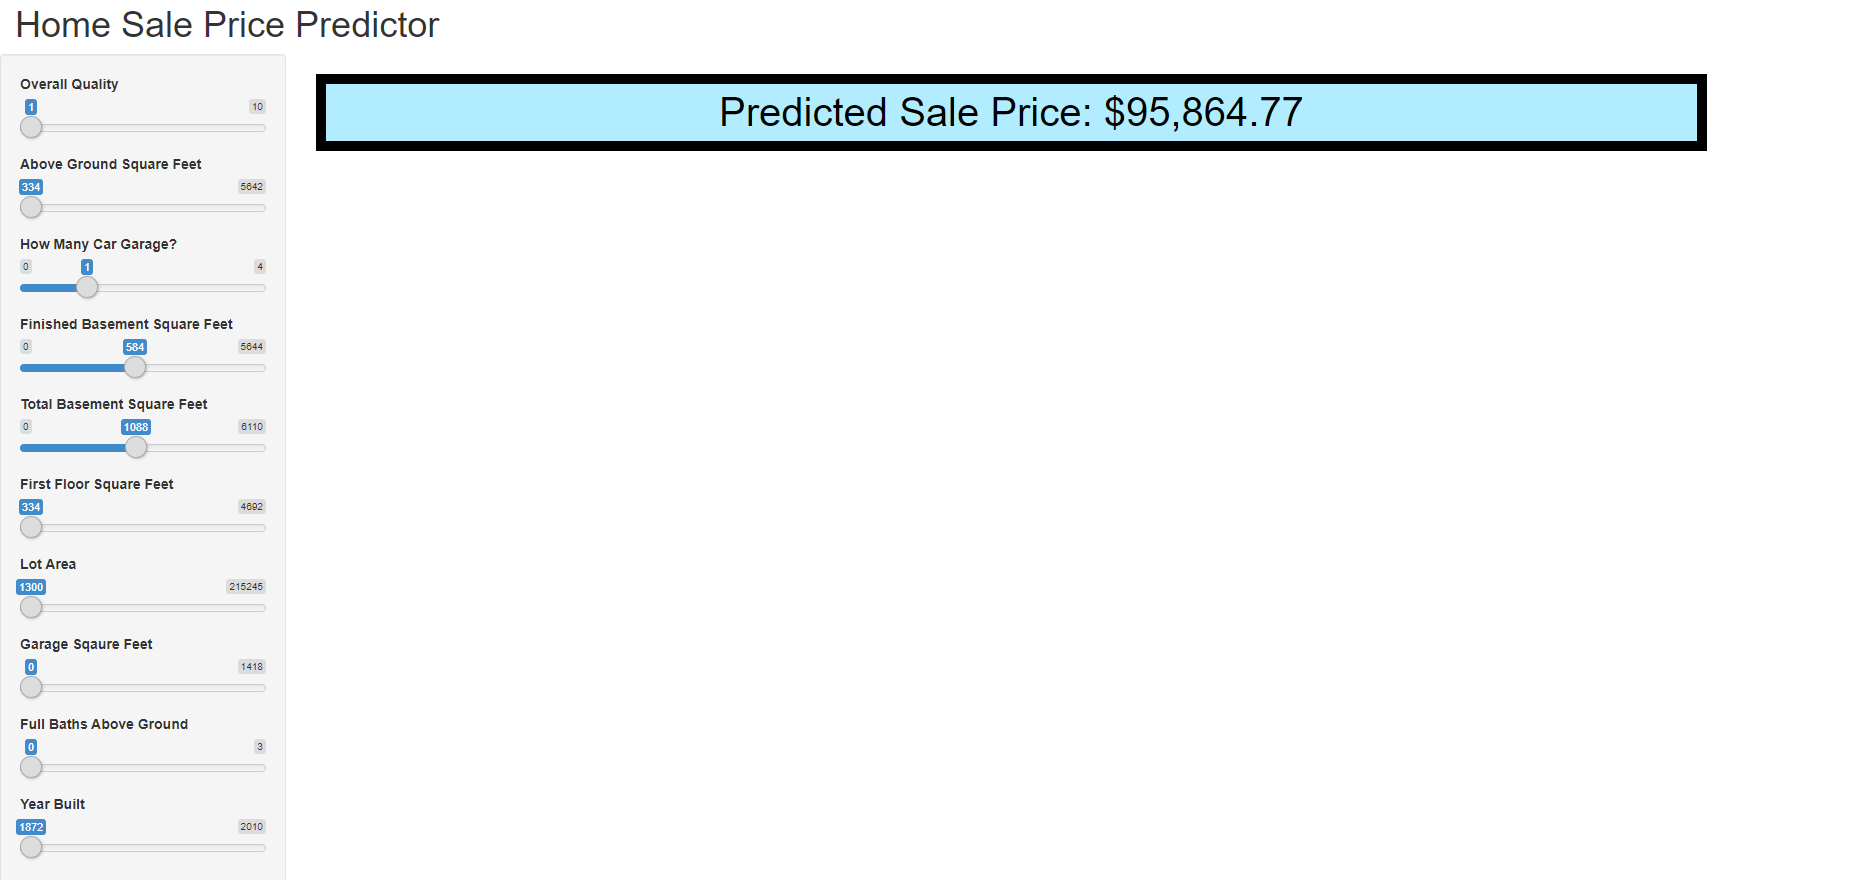 Home Sale Price Predictor
Overall Quality
1 10
Above Ground Square Feet
334 5642
How Many Car Garage?
0 1 4
Finished Basement Square Feet
0 584 5644
Total Basement Square Feet
0 1088 6110
First Floor Square Feet
334 4692
Lot Area
1300 215245
Garage Sqaure Feet
0 1418
Full Baths Above Ground
0 3
Year Built
1872 2010
Predicted Sale Price: $95,864.77